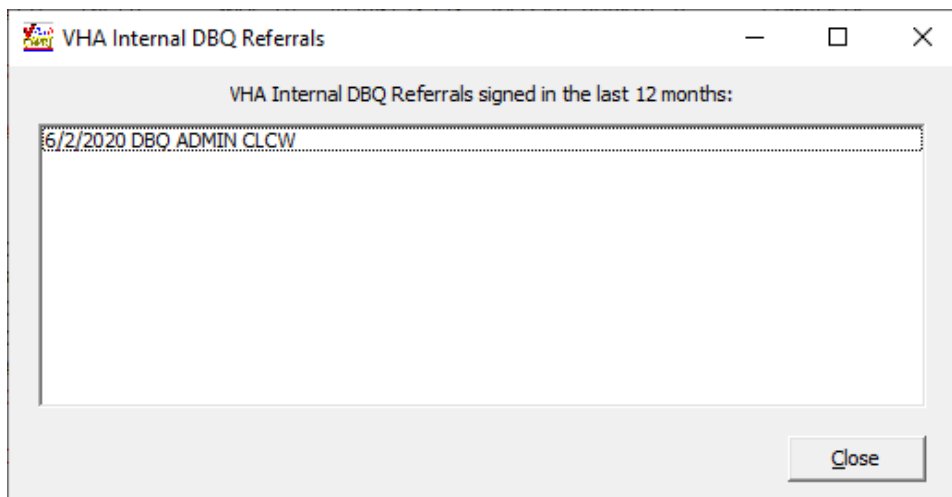 VHA Internal DBQ Referrals
VHA Internal DBQ Referrals signed in the last 12 months:
6/2/2020 DBQ ADMIN CLCW
Close